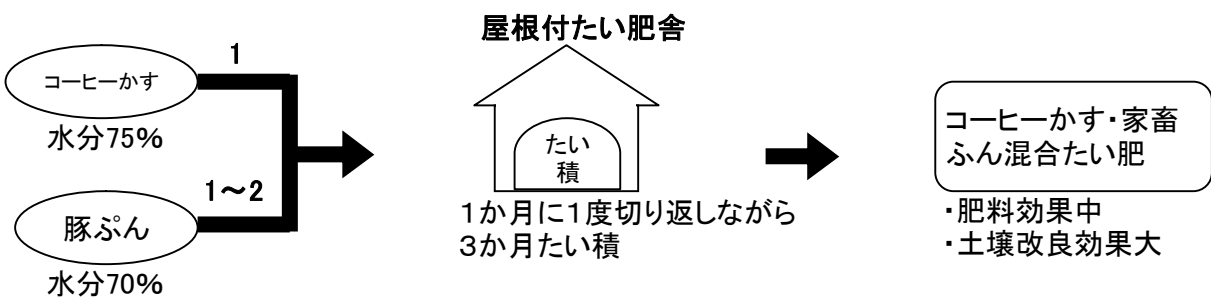 屋根付たい肥舎
コーヒーかす
1
水分75%
豚ぷん
1～2
水分70%
たい
積
1か月に1度切り返しながら
3か月たい積
コーヒーかす・家畜
ふん混合たい肥
・肥料効果中
・土壌改良効果大